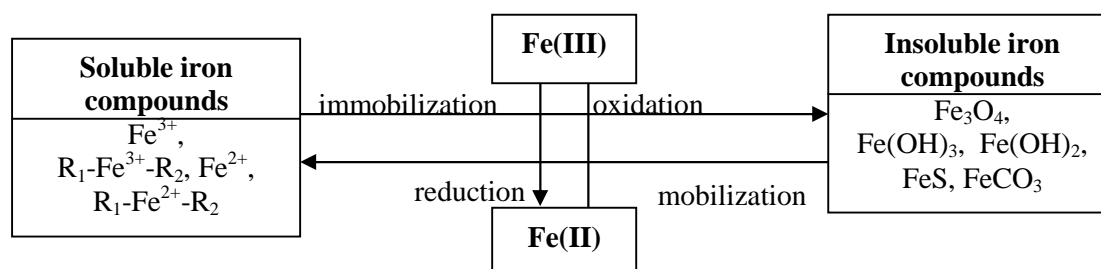 Soluble iron
compounds
Fe³⁺,
R₁-Fe³⁺-R₂, Fe²⁺,
R₁-Fe²⁺-R₂
Fe(III)
immobilization
oxidation
reduction
mobilization
Fe(II)
Insoluble iron
compounds
Fe₃O₄,
Fe(OH)₃, Fe(OH)₂,
FeS, FeCO₃